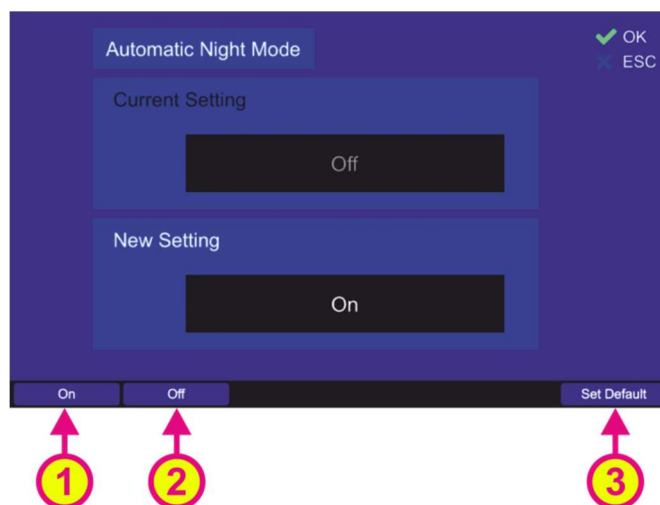 Automatic Night Mode
OK
ESC
Current Setting
Off
New Setting
On
On Off Set Default
1 2 3